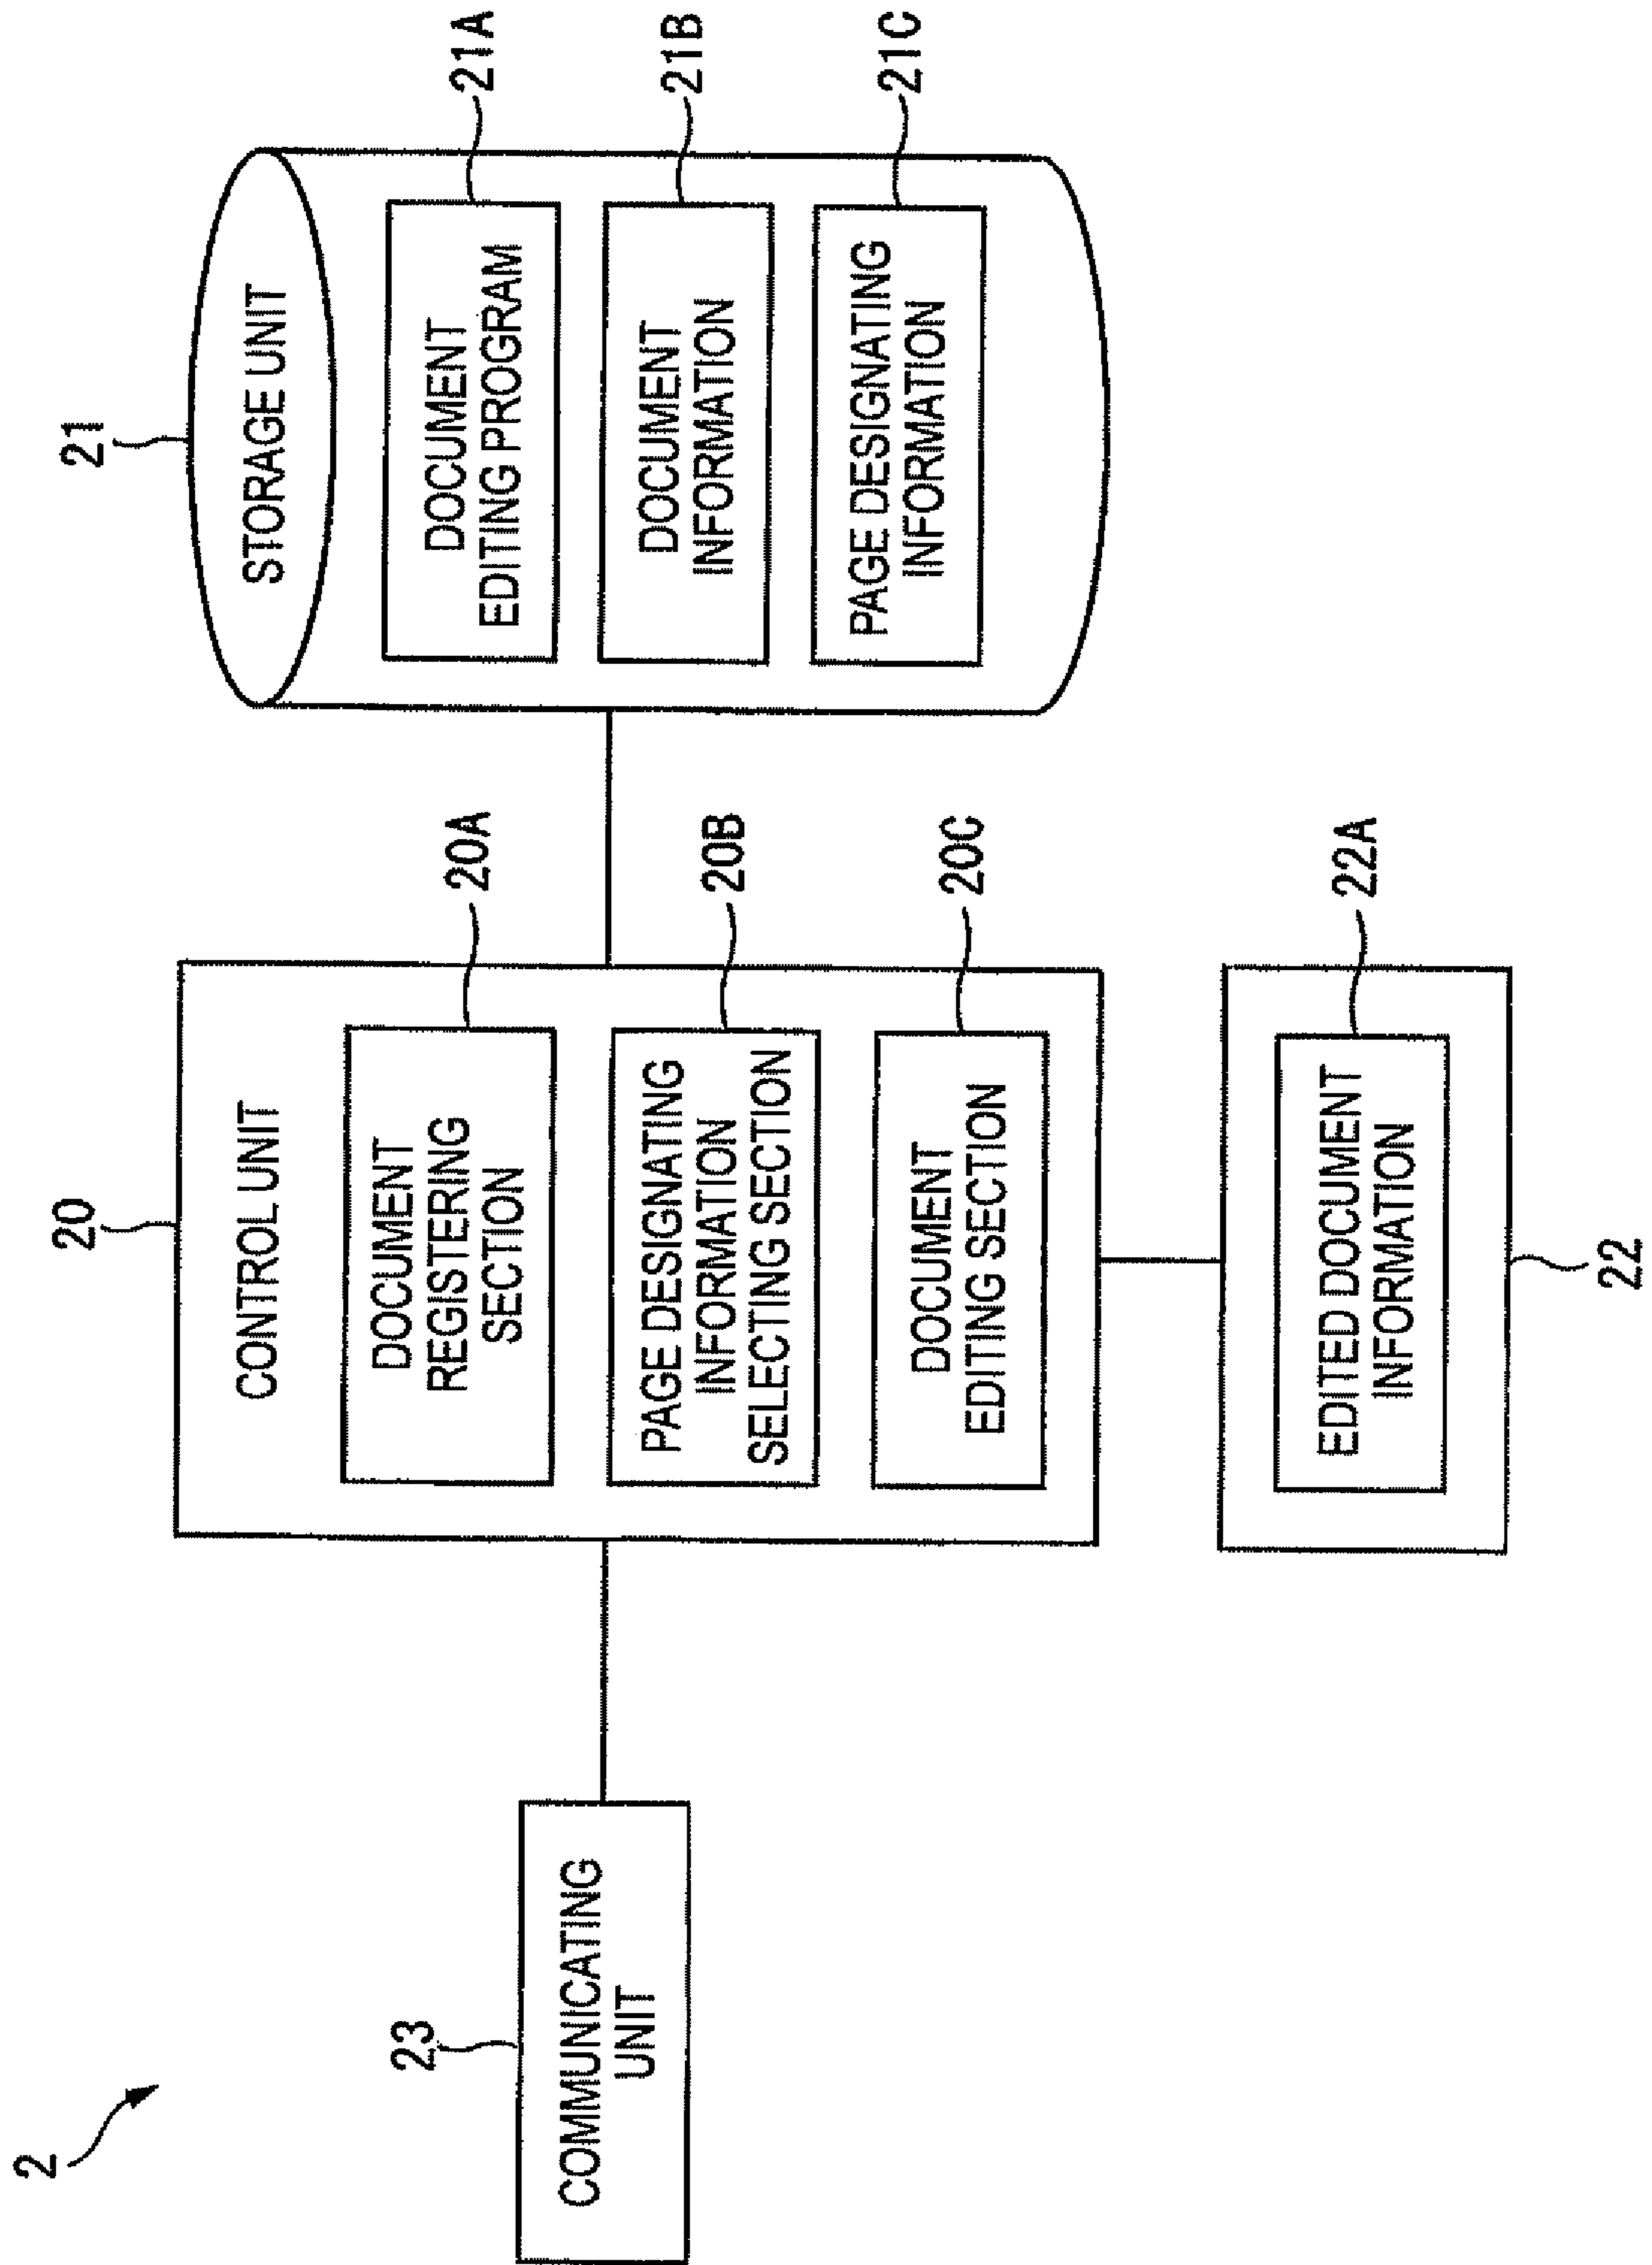 2
23
COMMUNICATING
UNIT
20
CONTROL UNIT
DOCUMENT
REGISTERING
SECTION
20A
PAGE DESIGNATING
INFORMATION
SELECTING SECTION
20B
DOCUMENT
EDITING SECTION
20C
21
STORAGE UNIT
DOCUMENT
EDITING PROGRAM
21A
DOCUMENT
INFORMATION
21B
PAGE DESIGNATING
INFORMATION
21C
EDITED DOCUMENT
INFORMATION
22A
22